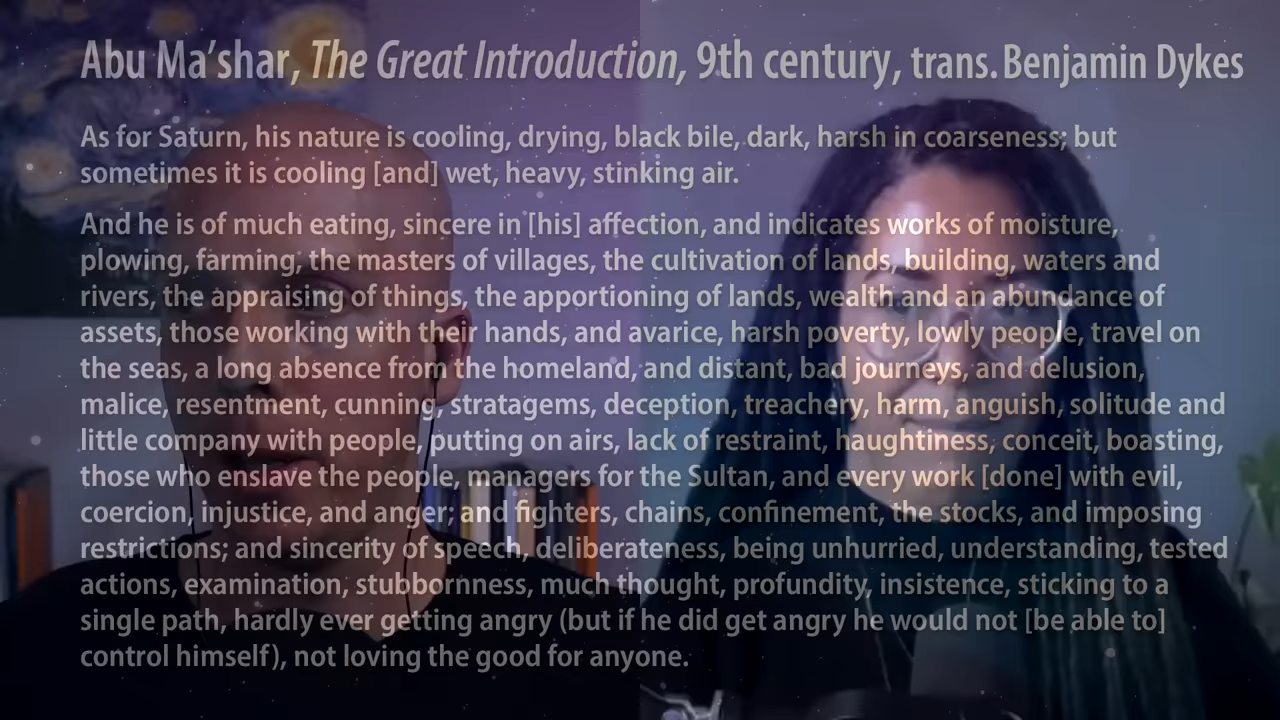 Abu Ma’shar, The Great Introduction, 9th century, trans. Benjamin Dykes
As for Saturn, his nature is cooling, drying, black bile, dark, harsh in coarseness; but
sometimes it is cooling [and] wet, heavy, stinking air.
And he is of much eating, sincere in [his] affection, and indicates works of moisture,
plowing, farming, the masters of villages, the cultivation of lands, building, waters and
rivers, the appraising of things, the apportioning of lands, wealth and an abundance of
assets, those working with their hands, and avarice, harsh poverty, lowly people, travel on
the seas, a long absence from the homeland, and distant, bad journeys, and delusion,
malice, resentment, cunning, stratagems, deception, treachery, harm, anguish, solitude and
little company with people, putting on airs, lack of restraint, haughtiness, conceit, boasting,
those who enslave the people, managers for the Sultan, and every work [done] with evil,
coercion, injustice, and anger; and fighters, chains, confinement, the stocks, and imposing
restrictions; and sincerity of speech, deliberateness, being unhurried, understanding, tested
actions, examination, stubbornness, much thought, profundity, insistence, sticking to a
single path, hardly ever getting angry (but if he did get angry he would not [be able to]
control himself), not loving the good for anyone.